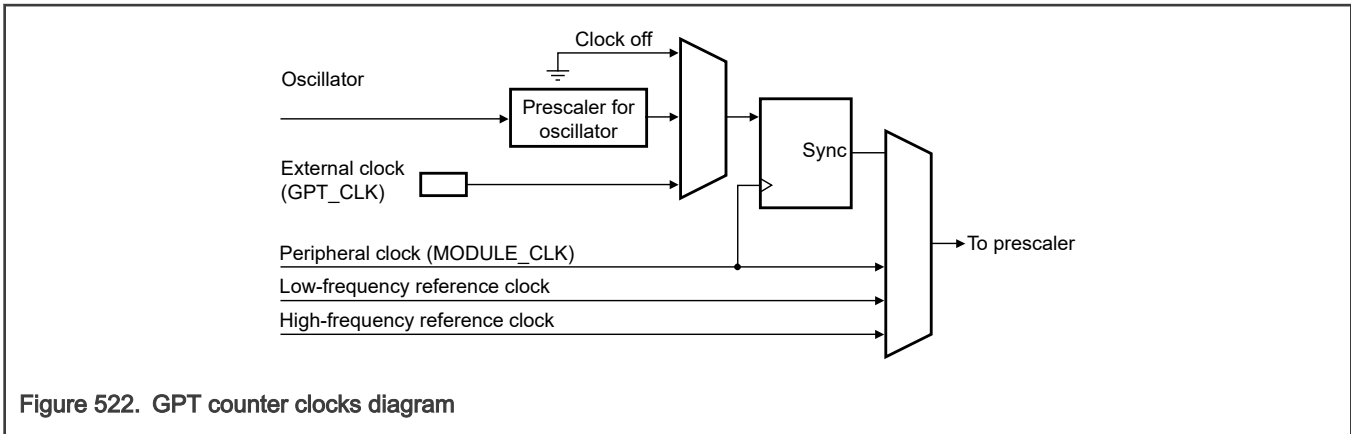 Clock off
Oscillator
Prescaler for
oscillator
Sync
External clock
(GPT_CLK)
Peripheral clock (MODULE_CLK)
To prescaler
Low-frequency reference clock
High-frequency reference clock
Figure 522. GPT counter clocks diagram